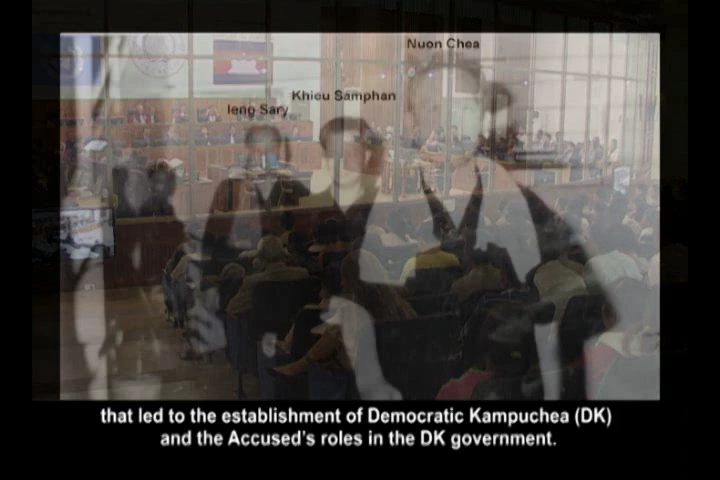 Nuon Chea
Khieu Samphan
Ieng Sary
that led to the establishment of Democratic Kampuchea (DK)
and the Accused's roles in the DK government.